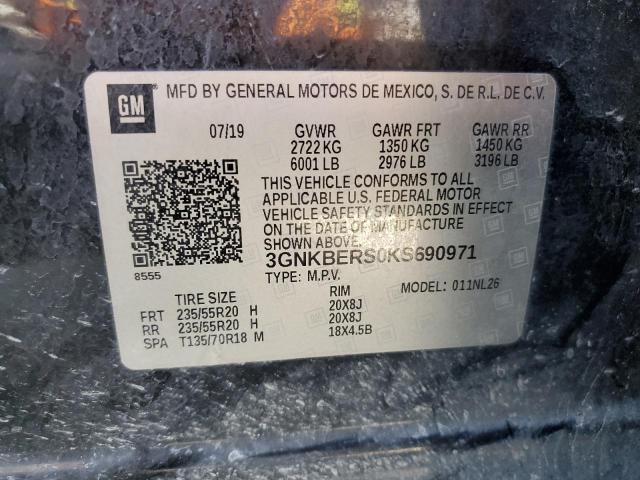 GM ® MFD BY GENERAL MOTORS DE MEXICO, S. DE R.L. DE C.V.
07/19 GVWR GAWR FRT GAWR RR
2722 KG 1350 KG 1450 KG
6001 LB 2976 LB 3196 LB
THIS VEHICLE CONFORMS TO ALL
APPLICABLE U.S. FEDERAL MOTOR
VEHICLE SAFETY STANDARDS IN EFFECT
ON THE DATE OF MANUFACTURE
SHOWN ABOVE.
3GNKBERS0KS690971
8555
TYPE: M.P.V. MODEL: 011NL26
TIRE SIZE RIM
FRT 235/55R20 H 20X8J
RR 235/55R20 H 20X8J
SPA T135/70R18 M 18X4.5B